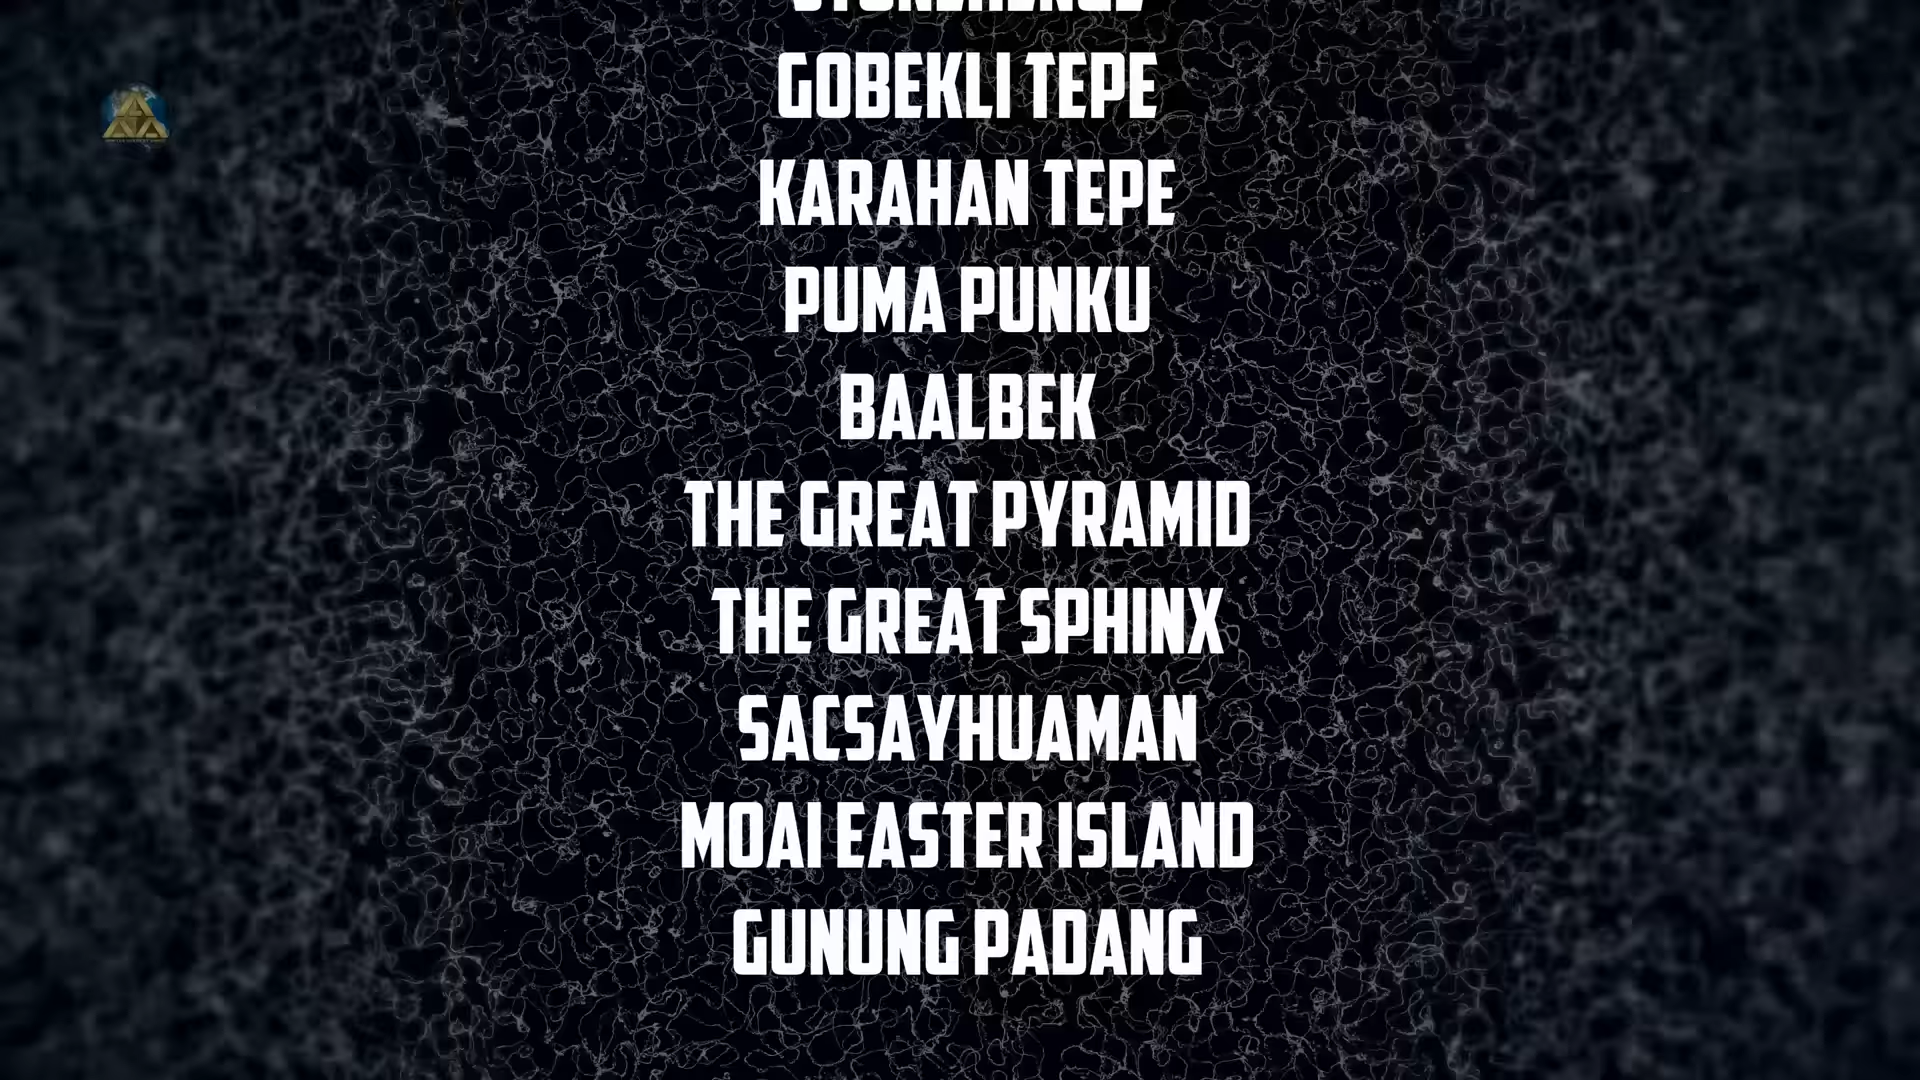 STONEHENGE
GOBEKLI TEPE
KARAHAN TEPE
PUMA PUNKU
BAALBEK
THE GREAT PYRAMID
THE GREAT SPHINX
SACSAYHUAMAN
MOAI EASTER ISLAND
GUNUNG PADANG